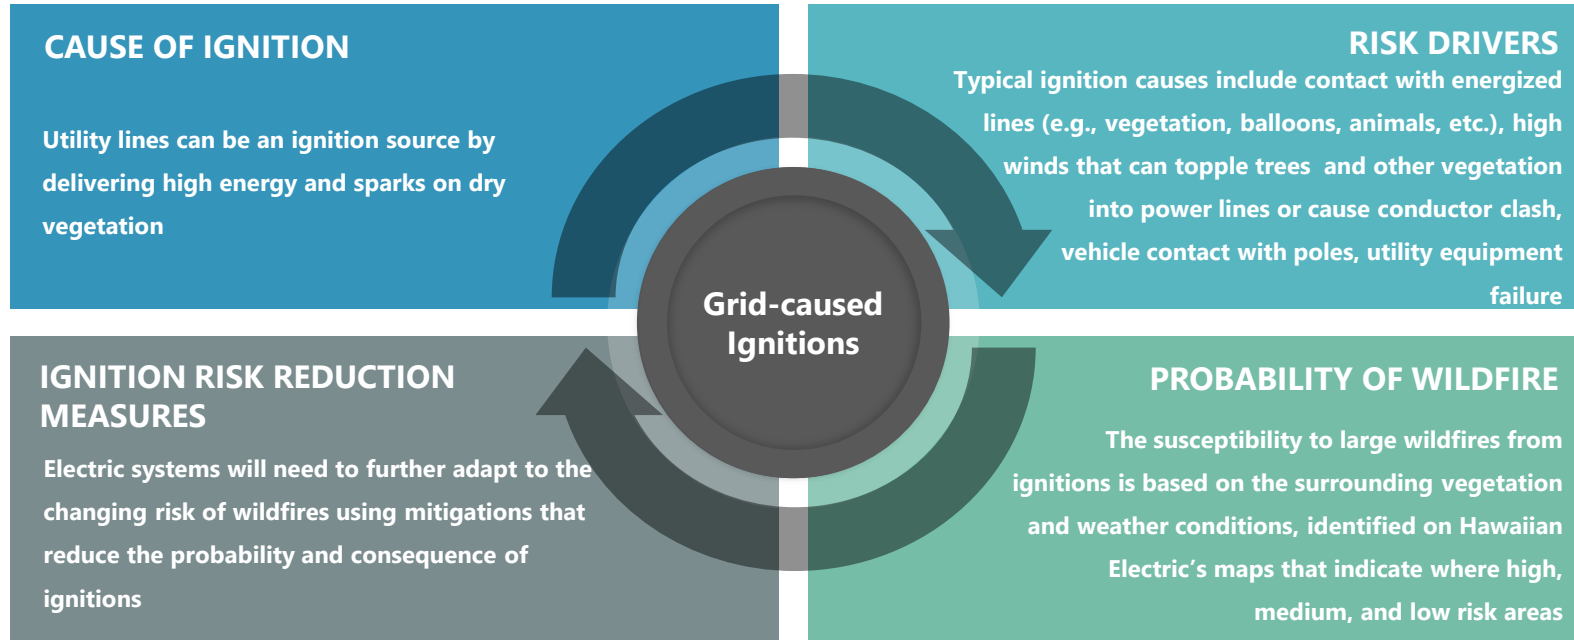 CAUSE OF IGNITION
Utility lines can be an ignition source by
delivering high energy and sparks on dry
vegetation
RISK DRIVERS
Typical ignition causes include contact with energized
lines (e.g., vegetation, balloons, animals, etc.), high
winds that can topple trees and other vegetation
into power lines or cause conductor clash,
vehicle contact with poles, utility equipment
failure
Grid-caused
Ignitions
IGNITION RISK REDUCTION
MEASURES
Electric systems will need to further adapt to the
changing risk of wildfires using mitigations that
reduce the probability and consequence of
ignitions
PROBABILITY OF WILDFIRE
The susceptibility to large wildfires from
ignitions is based on the surrounding vegetation
and weather conditions, identified on Hawaiian
Electric’s maps that indicate where high,
medium, and low risk areas